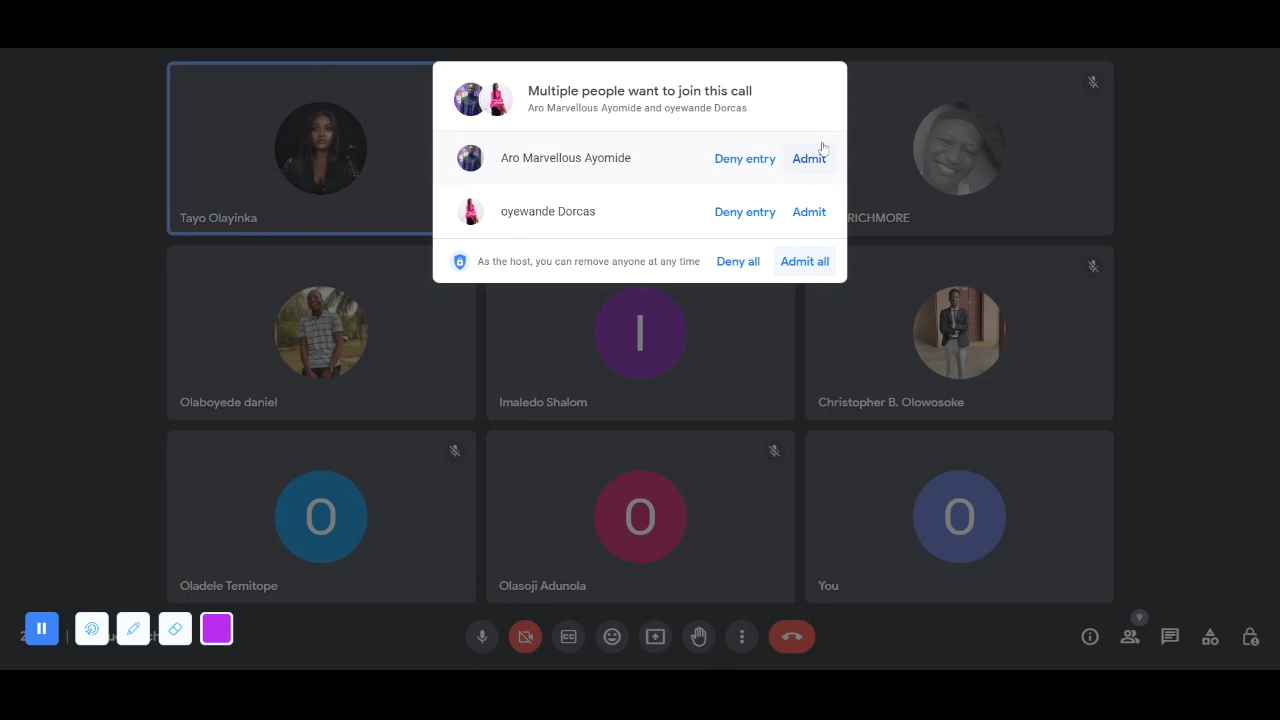 Multiple people want to join this call
Aro Marvellous Ayomide and oyewande Dorcas
Aro Marvellous Ayomide
Deny entry
Admit
oyewande Dorcas
Deny entry
Admit
As the host, you can remove anyone at any time
Deny all
Admit all
Tayo Olayinka
RICHMORE
Olaboyede daniel
I
Imaledo Shalom
Christopher B. Olowosoke
O
Oladele Temitope
O
Olasoji Adunola
O
You
CC
9